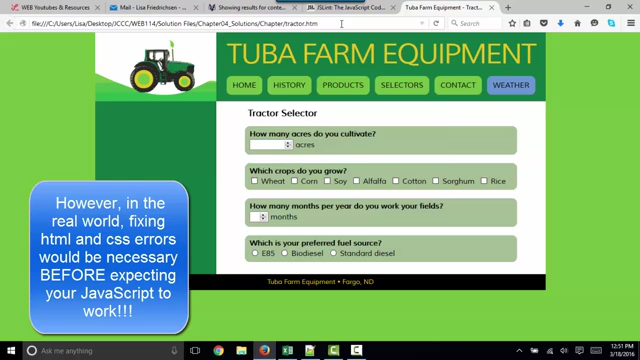 WEB Youtubes & Resources
Mail - Lisa Friedrichsen - ...
Showing results for conte...
JSLint: The JavaScript Cod...
Tuba Farm Equipment - Tract...
file:///C:/Users/Lisa/Desktop/JCCC/WEB114/Solution Files/Chapter04_Solutions/Chapter/tractor.htm
Search
TUBA FARM EQUIPMENT
HOME HISTORY PRODUCTS SELECTORS CONTACT WEATHER
Tractor Selector
How many acres do you cultivate?
acres
Which crops do you grow?
Wheat Corn Soy Alfalfa Cotton Sorghum Rice
How many months per year do you work your fields?
months
Which is your preferred fuel source?
E85 Biodiesel Standard diesel
Tuba Farm Equipment • Fargo, ND
However, in the
real world, fixing
html and css errors
would be necessary
BEFORE expecting
your JavaScript to
work!!!
Ask me anything
12:51 PM
3/18/2016